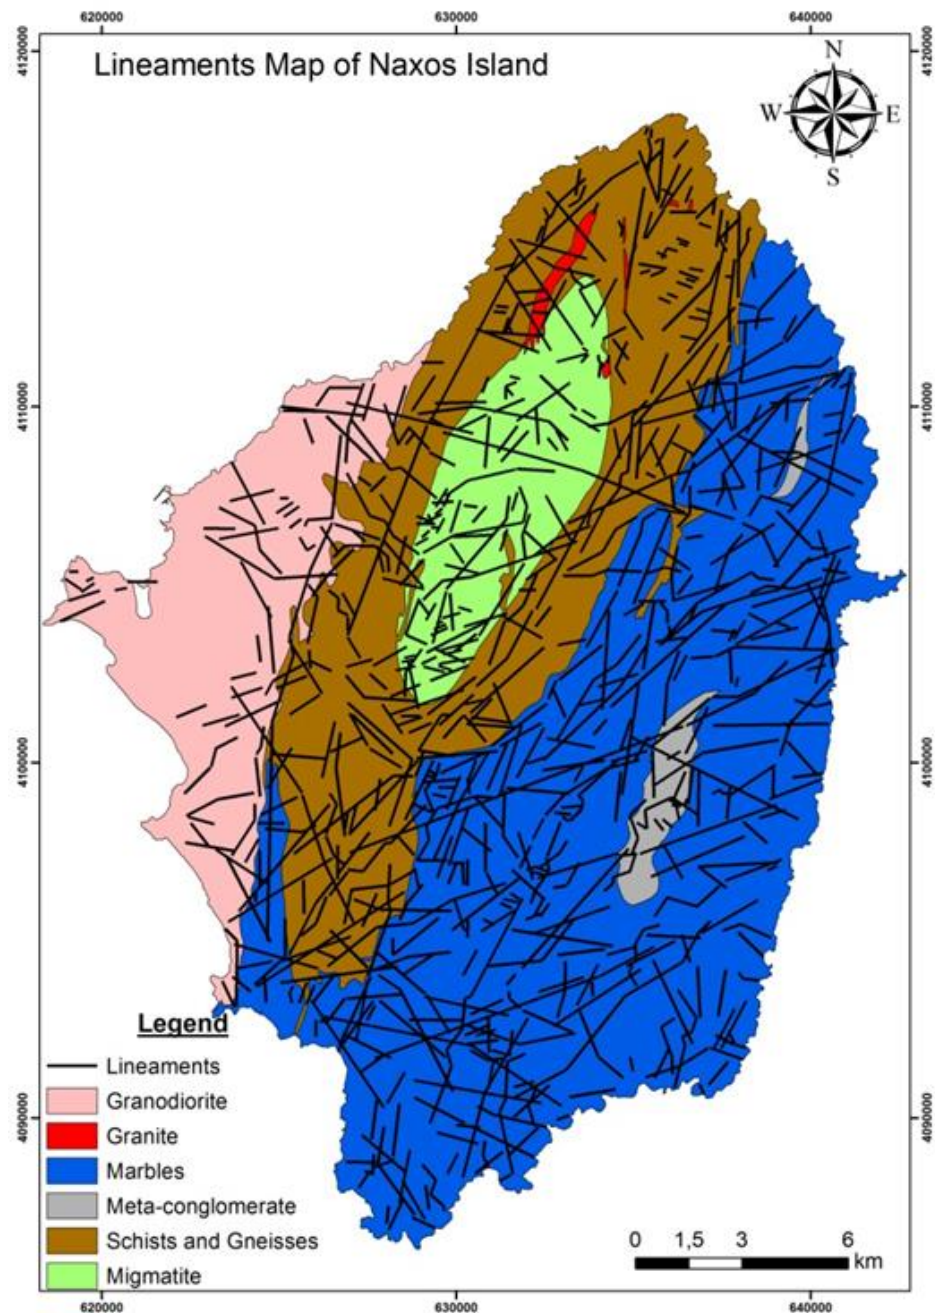 620000 630000 640000
Lineaments Map of Naxos Island
N
W E
S
4120000 4120000
4110000 4110000
4100000 4100000
4090000 4090000
Legend
Lineaments
Granodiorite
Granite
Marbles
Meta-conglomerate
Schists and Gneisses
Migmatite
0 1,5 3 6
km
620000 630000 640000